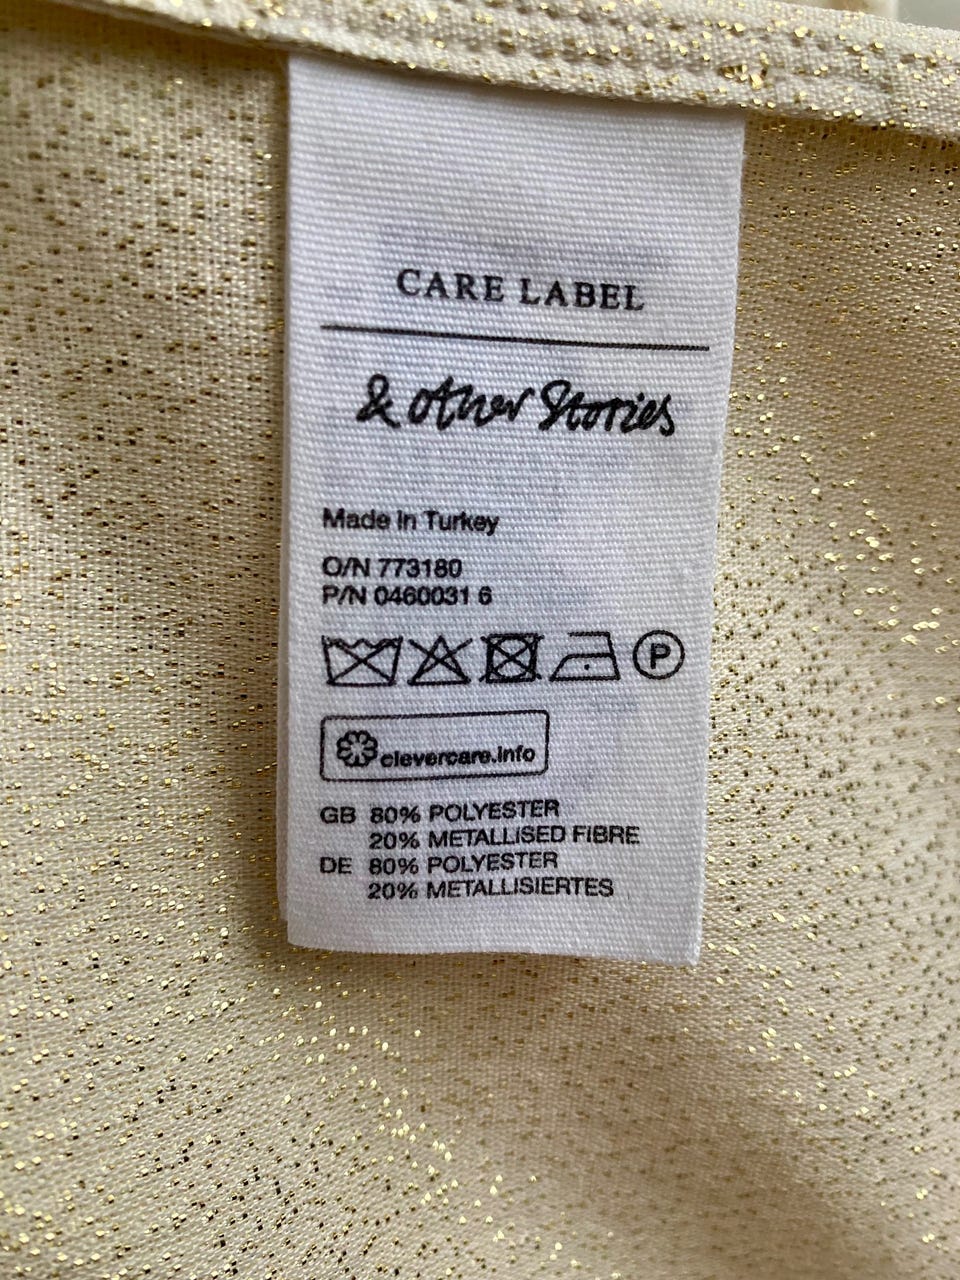 CARE LABEL
& other Stories
Made in Turkey
O/N 773180
P/N 0460031 6
P
clevercare.info
GB 80% POLYESTER
20% METALLISED FIBRE
DE 80% POLYESTER
20% METALLISIERTES